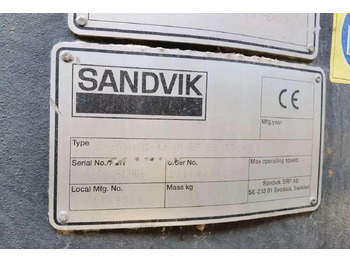 SANDVIK
CE
Mfg.year
Type
Serial No./
Order No.
Max operating speed
Local Mfg. No.
Mass kg
Sandvik SRP AB
SE-233 81 Svedala, Sweden